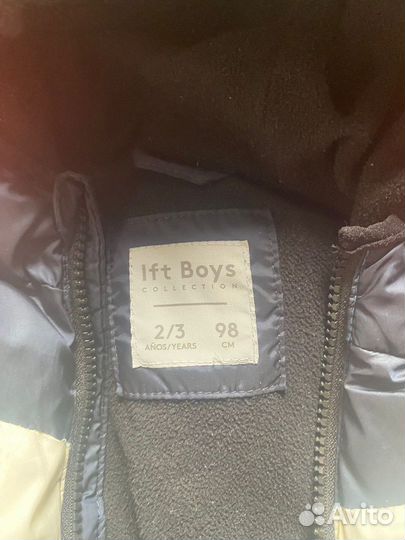 lft Boys
COLLECTION
2/3 98
AÑOS/YEARS CM
Avito